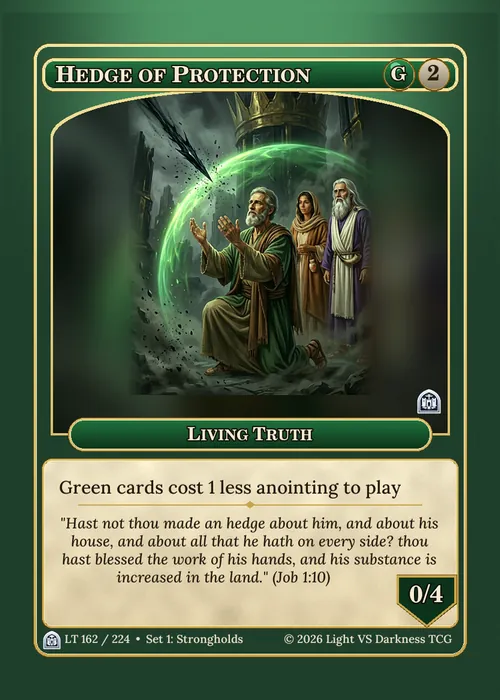 HEDGE OF PROTECTION G 2
LIVING TRUTH
Green cards cost 1 less anointing to play
"Hast not thou made an hedge about him, and about his
house, and about all that he hath on every side? thou
hast blessed the work of his hands, and his substance is
increased in the land." (Job 1:10)
0/4
LT 162 / 224 • Set 1: Strongholds © 2026 Light VS Darkness TCG